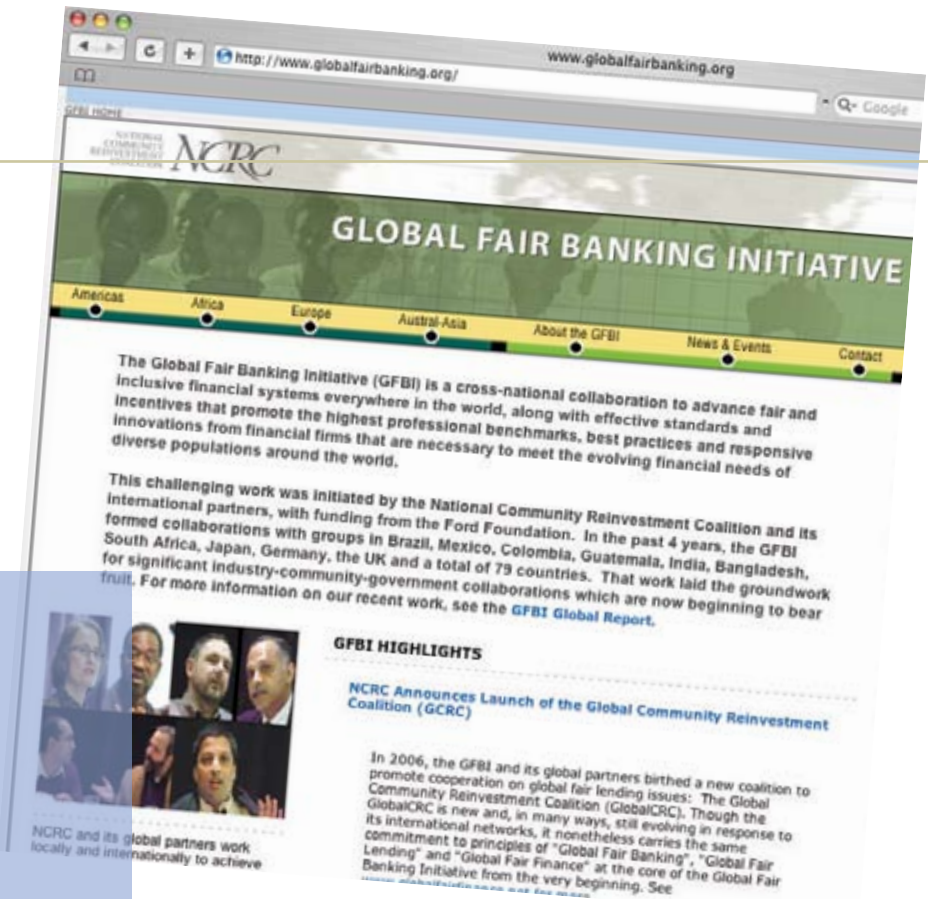 www.globalfairbanking.org
http://www.globalfairbanking.org/
Google
GFBI HOME
NATIONAL
COMMUNITY
REINVESTMENT
COALITION
NCRC
GLOBAL FAIR BANKING INITIATIVE
Americas Africa Europe Austral-Asia About the GFBI News & Events Contact
The Global Fair Banking Initiative (GFBI) is a cross-national collaboration to advance fair and
inclusive financial systems everywhere in the world, along with effective standards and
incentives that promote the highest professional benchmarks, best practices and responsive
innovations from financial firms that are necessary to meet the evolving financial needs of
diverse populations around the world.
This challenging work was initiated by the National Community Reinvestment Coalition and its
international partners, with funding from the Ford Foundation. In the past 4 years, the GFBI
formed collaborations with groups in Brazil, Mexico, Colombia, Guatemala, India, Bangladesh,
South Africa, Japan, Germany, the UK and a total of 79 countries. That work laid the groundwork
for significant industry-community-government collaborations which are now beginning to bear
fruit. For more information on our recent work, see the GFBI Global Report.
GFBI HIGHLIGHTS
NCRC Announces Launch of the Global Community Reinvestment
Coalition (GCRC)
In 2006, the GFBI and its global partners birthed a new coalition to
promote cooperation on global fair lending issues: The Global
Community Reinvestment Coalition (GlobalCRC). Though the
GlobalCRC is new and, in many ways, still evolving in response to
its international networks, it nonetheless carries the same
commitment to principles of "Global Fair Banking", "Global Fair
Lending" and "Global Fair Finance" at the core of the Global Fair
Banking Initiative from the very beginning. See
www.globalfairfinance.net for more
NCRC and its global partners work
locally and internationally to achieve